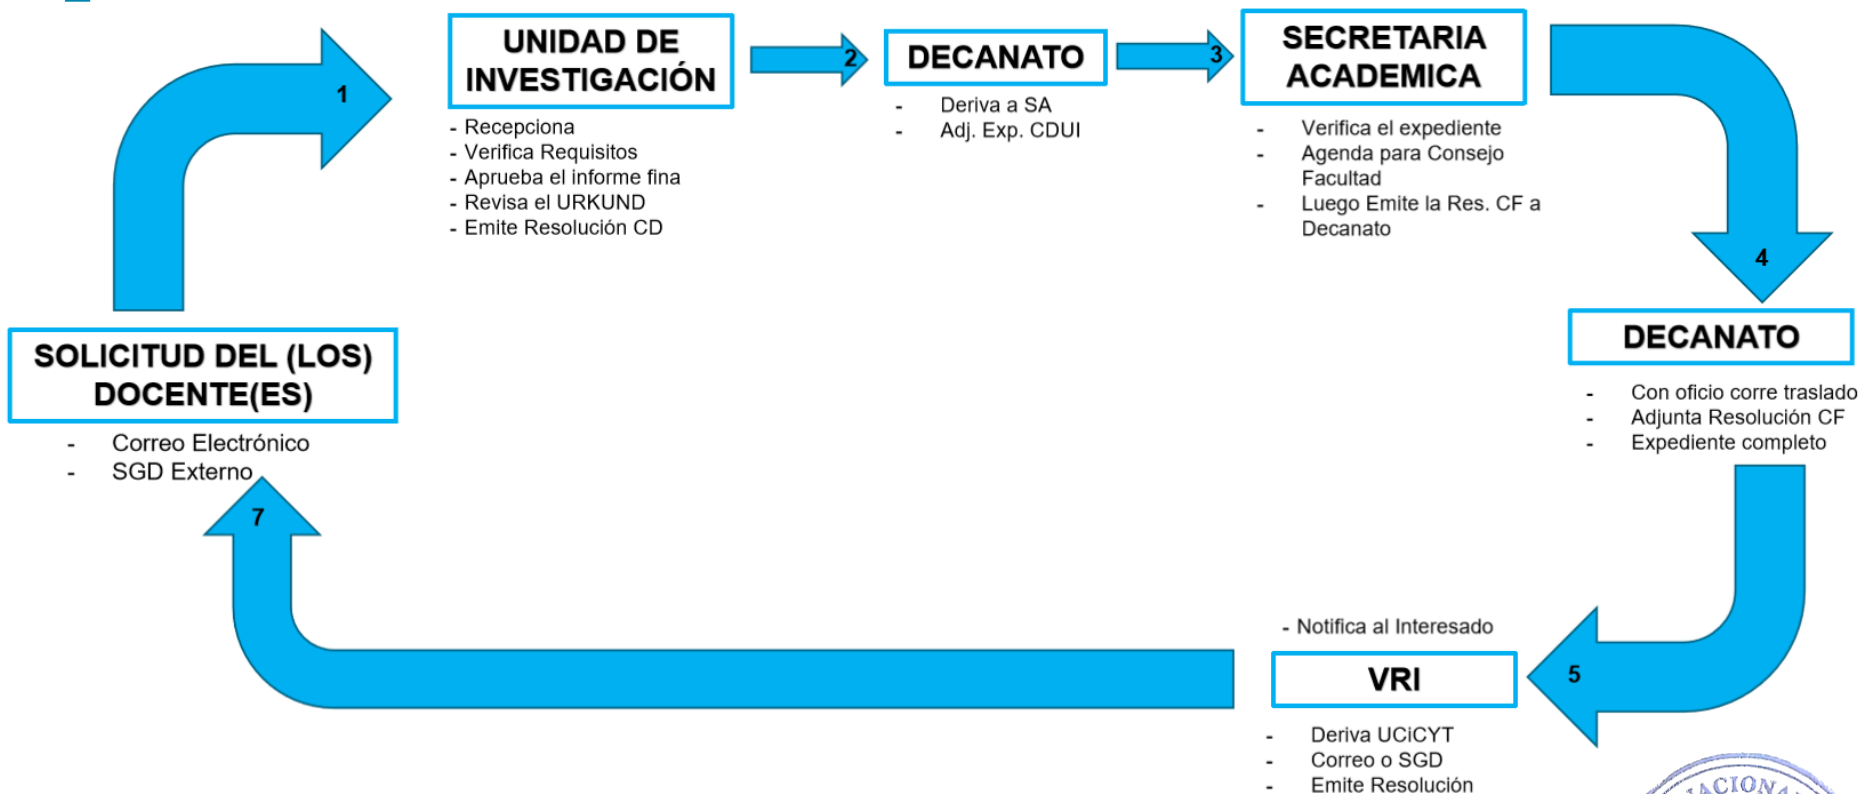 1
UNIDAD DE
INVESTIGACIÓN
- Recepciona
- Verifica Requisitos
- Aprueba el informe fina
- Revisa el URKUND
- Emite Resolución CD
2
DECANATO
- Deriva a SA
- Adj. Exp. CDUI
3
SECRETARIA
ACADEMICA
- Verifica el expediente
- Agenda para Consejo
Facultad
- Luego Emite la Res. CF a
Decanato
4
DECANATO
- Con oficio corre traslado
- Adjunta Resolución CF
- Expediente completo
5
- Notifica al Interesado
VRI
- Deriva UCiCYT
- Correo o SGD
- Emite Resolución
7
SOLICITUD DEL (LOS)
DOCENTE(ES)
- Correo Electrónico
- SGD Externo